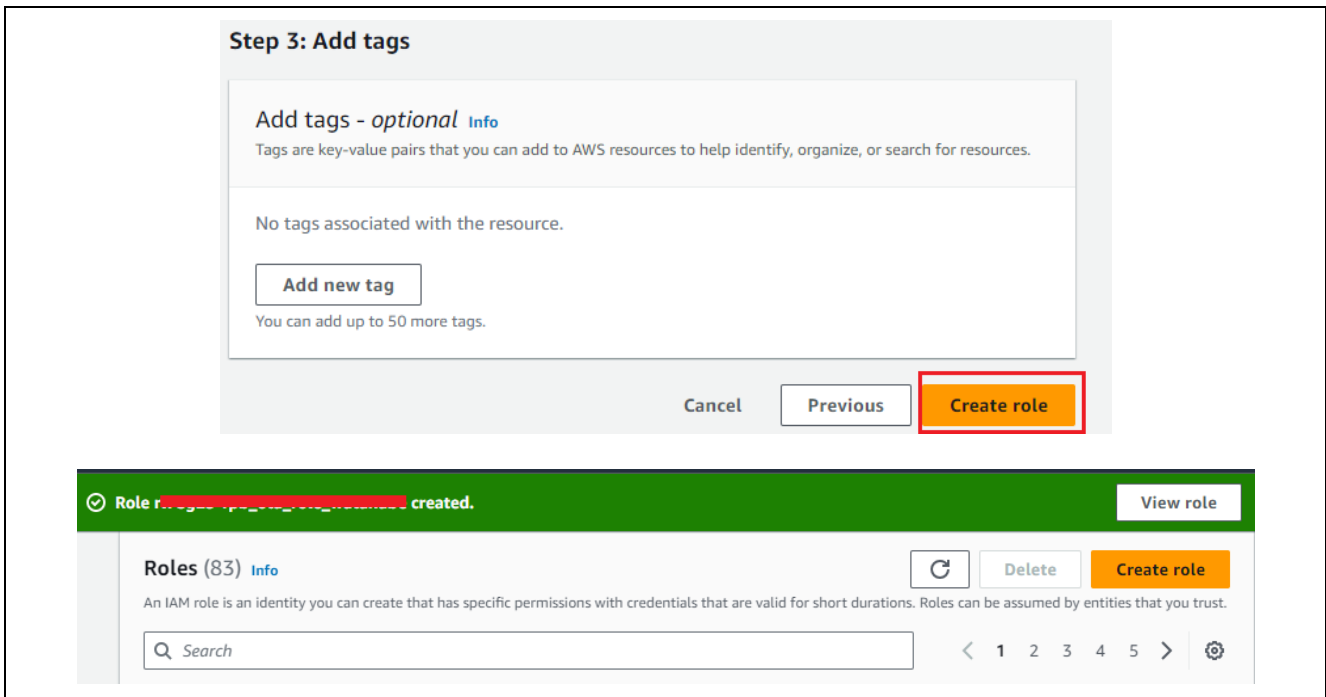 Step 3: Add tags
Add tags - optional Info
Tags are key-value pairs that you can add to AWS resources to help identify, organize, or search for resources.
No tags associated with the resource.
Add new tag
You can add up to 50 more tags.
Cancel Previous Create role
Role created. View role
Roles (83) Info Delete Create role
An IAM role is an identity you can create that has specific permissions with credentials that are valid for short durations. Roles can be assumed by entities that you trust.
Search 1 2 3 4 5